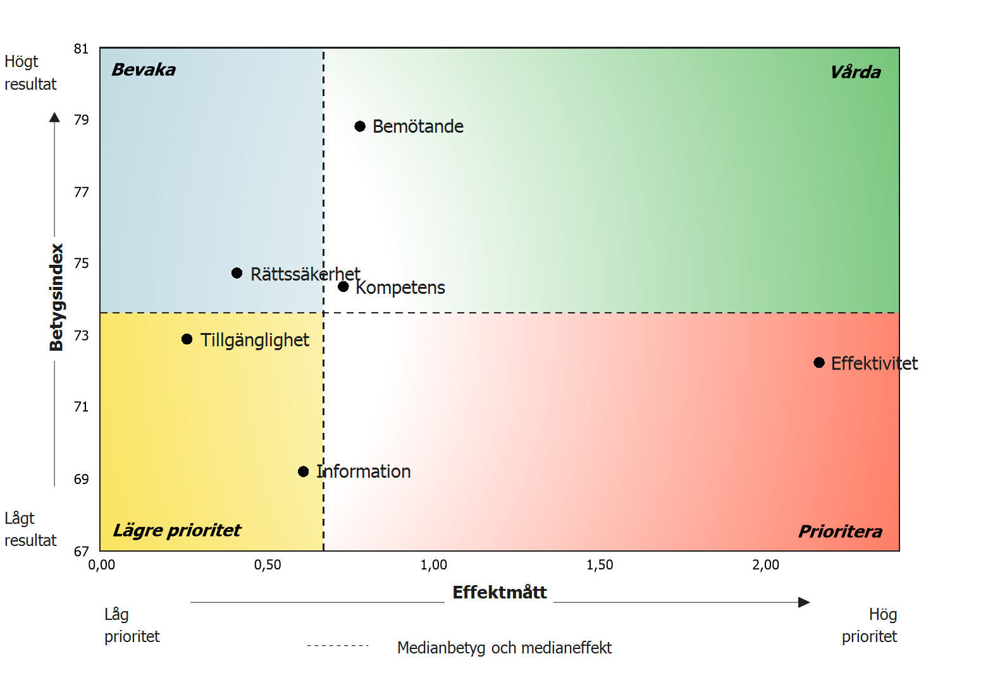 Högt
resultat
81
Bevaka
Vårda
79
Bemötande
77
75
Rättssäkerhet
Kompetens
Betygsindex
73
Tillgänglighet
Effektivitet
71
Information
69
Lågt
resultat
Lägre prioritet
Prioritera
67
0,00
0,50
1,00
1,50
2,00
Effektmått
Låg
prioritet
Hög
prioritet
Medianbetyg och medianeffekt